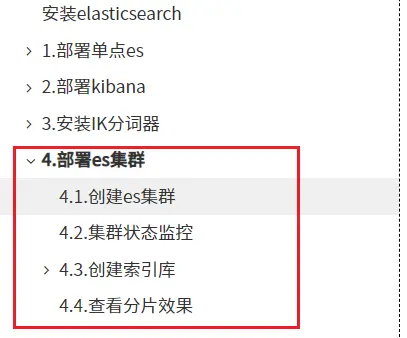 安装elasticsearch
1.部署单点es
2.部署kibana
3.安装IK分词器
4.部署es集群
4.1.创建es集群
4.2.集群状态监控
4.3.创建索引库
4.4.查看分片效果